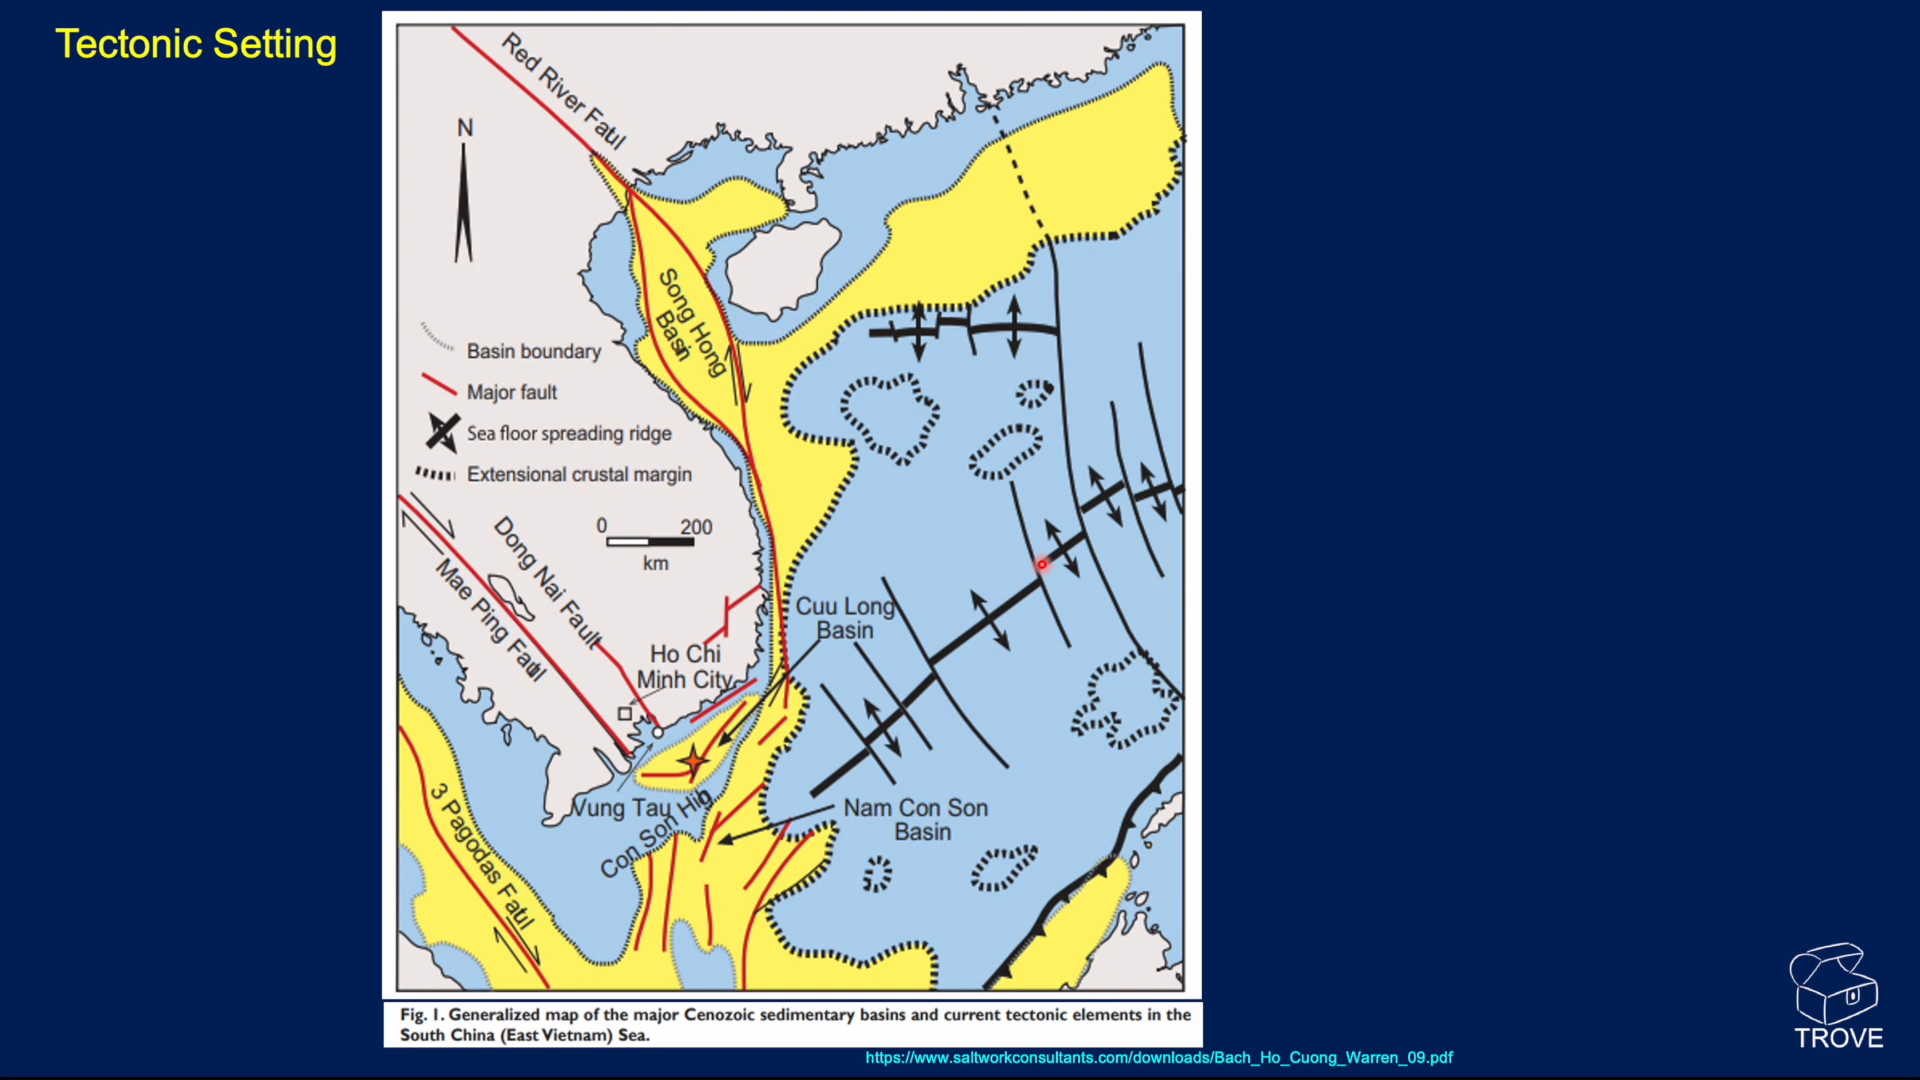 Tectonic Setting
Red River Fatul
N
Song Hong
Basin
Basin boundary
Major fault
Sea floor spreading ridge
Extensional crustal margin
0 200
km
Dong Nai Fault
Mae Ping Fatul
Cuu Long
Basin
Ho Chi
Minh City
Vung Tau
Con Son High
Nam Con Son
Basin
3 Pagodas Fatul
Fig. 1. Generalized map of the major Cenozoic sedimentary basins and current tectonic elements in the
South China (East Vietnam) Sea.
https://www.saltworkconsultants.com/downloads/Bach_Ho_Cuong_Warren_09.pdf
TROVE